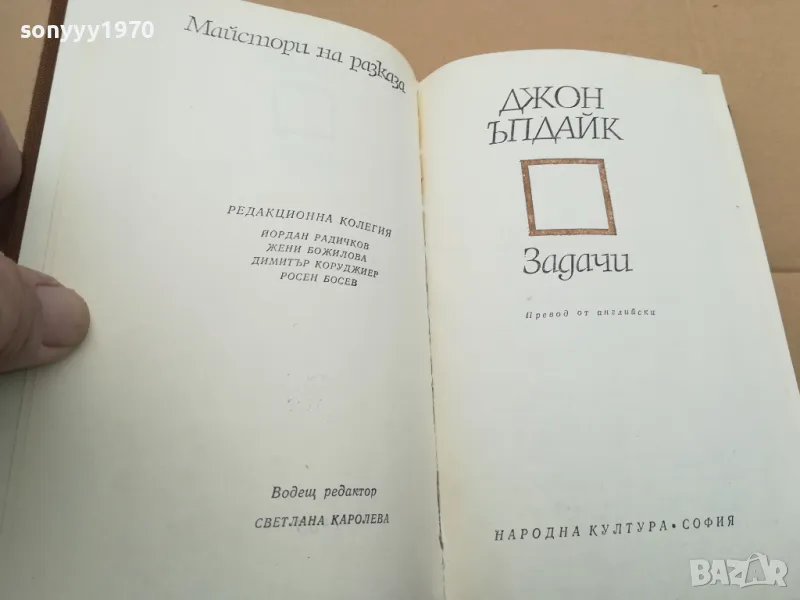 sonyyy1970
Майстори на разказа
РЕДАКЦИОННА КОЛЕГИЯ
ЙОРДАН РАДИЧКОВ
ЖЕНИ БОЖИЛОВА
ДИМИТЪР КОРУДЖИЕВ
РОСЕН БОСЕВ
Водещ редактор
СВЕТЛАНА КАРОЛЕВА
ДЖОН
ЪПДАЙК
Задачи
Превод от английски
НАРОДНА КУЛТУРА • СОФИЯ
BAZAR